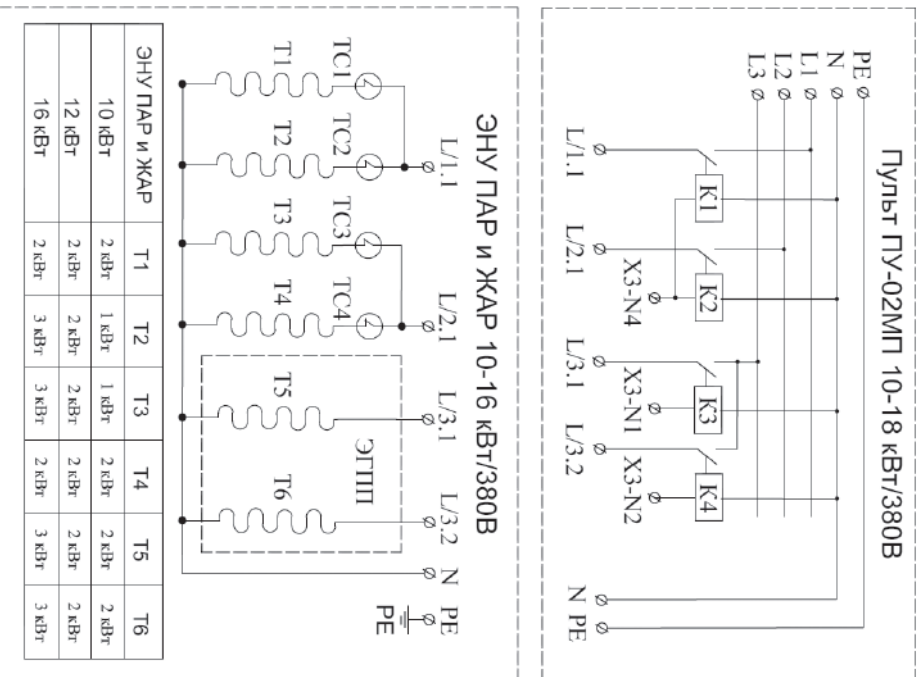 Пульт ПУ-02МП 10-18 кВт/380В
PE
N
L1
L2
L3
K1 K2 K3 K4
X3-N4 X3-N1 X3-N2
L/1.1 L/2.1 L/3.1 L/3.2 N PE
ЭНУ ПАР и ЖАР 10-16 кВт/380В
L/1.1 L/2.1 L/3.1 L/3.2 N PE
PE
ЭГПП
TC1 TC2 TC3 TC4
T1 T2 T3 T4 T5 T6
ЭНУ ПАР и ЖАР T1 T2 T3 T4 T5 T6
10 кВт 2 кВт 1 кВт 1 кВт 2 кВт 2 кВт 2 кВт
12 кВт 2 кВт 2 кВт 2 кВт 2 кВт 2 кВт 2 кВт
16 кВт 2 кВт 3 кВт 3 кВт 2 кВт 3 кВт 3 кВт